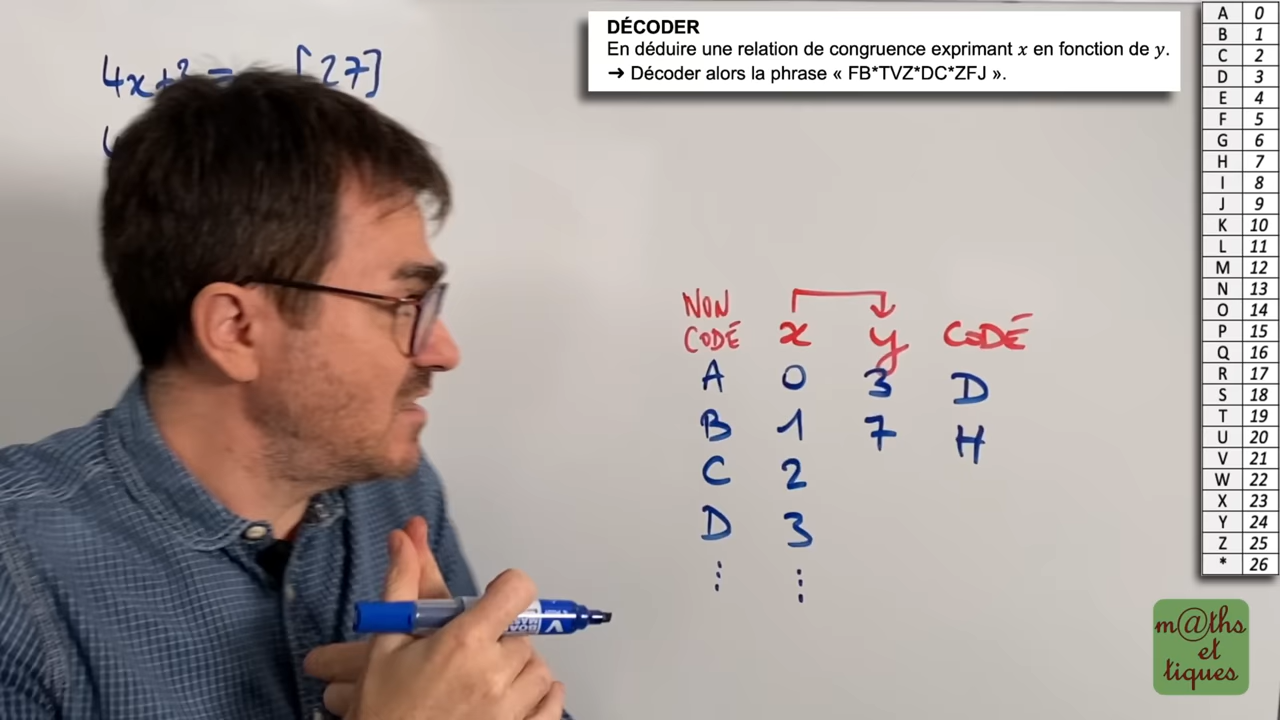 4x+3 ≡ [27]
DÉCODER
En déduire une relation de congruence exprimant x en fonction de y.
➔ Décoder alors la phrase « FB*TVZ*DC*ZFJ ».
A 0
B 1
C 2
D 3
E 4
F 5
G 6
H 7
I 8
J 9
K 10
L 11
M 12
N 13
O 14
P 15
Q 16
R 17
S 18
T 19
U 20
V 21
W 22
X 23
Y 24
Z 25
* 26
NON
CODÉ x y CODÉ
A 0 3 D
B 1 7 H
C 2
D 3
⋮ ⋮
V
BOA
MAS
m@ths
et
tiques